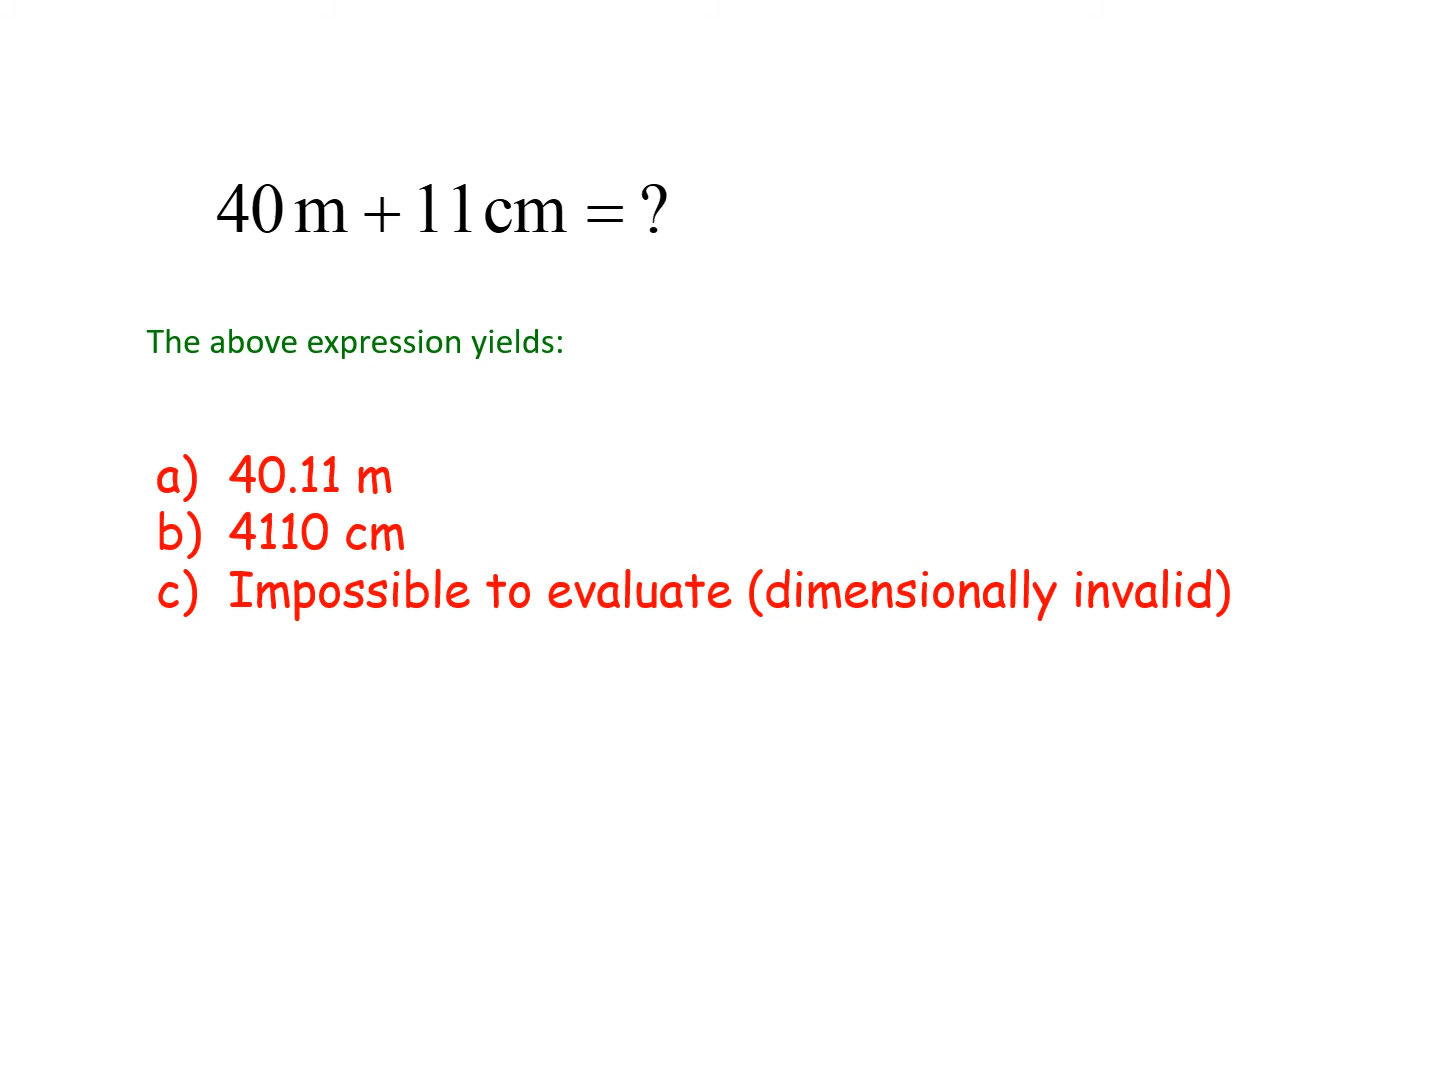 40 m + 11 cm = ?
The above expression yields:
a) 40.11 m
b) 4110 cm
c) Impossible to evaluate (dimensionally invalid)